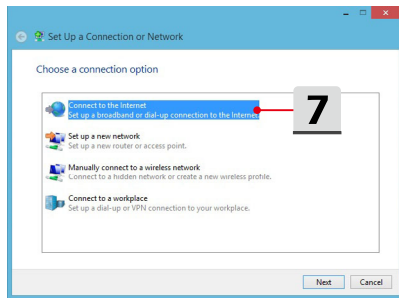 Set Up a Connection or Network
Choose a connection option
Connect to the Internet
Set up a broadband or dial-up connection to the Internet.
7
Set up a new network
Set up a new router or access point.
Manually connect to a wireless network
Connect to a hidden network or create a new wireless profile.
Connect to a workplace
Set up a dial-up or VPN connection to your workplace.
Next Cancel